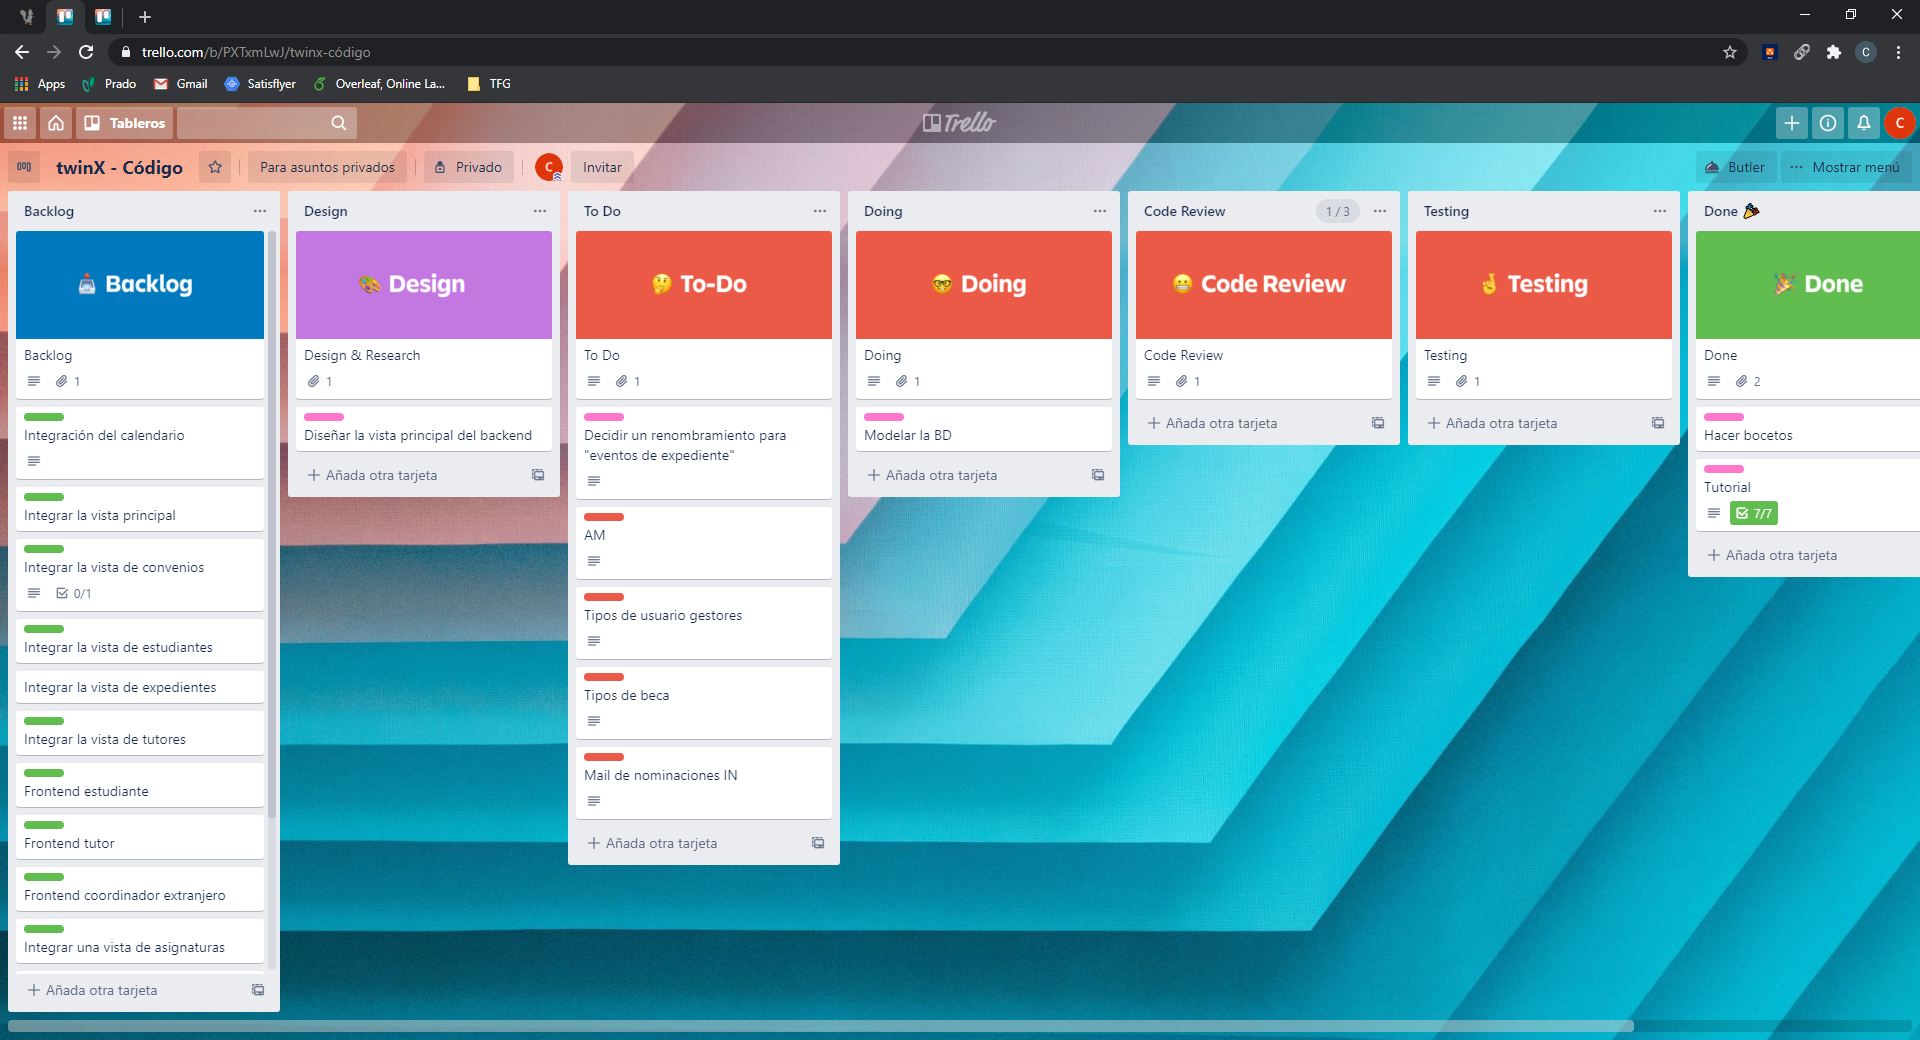 trello.com/b/PXTxmLwJ/twinx-código
C
Apps
Prado
Gmail
Satisflyer
Overleaf, Online La...
TFG
Tableros
Trello
C
twinX - Código
Para asuntos privados
Privado
C
Invitar
Butler
Mostrar menú
Backlog
Backlog
Backlog
1
Integración del calendario
Integrar la vista principal
Integrar la vista de convenios
0/1
Integrar la vista de estudiantes
Integrar la vista de expedientes
Integrar la vista de tutores
Frontend estudiante
Frontend tutor
Frontend coordinador extranjero
Integrar una vista de asignaturas
Añada otra tarjeta
Design
Design
Design & Research
1
Diseñar la vista principal del backend
Añada otra tarjeta
To Do
To-Do
To Do
1
Decidir un renombramiento para
"eventos de expediente"
AM
Tipos de usuario gestores
Tipos de beca
Mail de nominaciones IN
Añada otra tarjeta
Doing
Doing
Doing
1
Modelar la BD
Añada otra tarjeta
Code Review
1 / 3
Code Review
Code Review
1
Añada otra tarjeta
Testing
Testing
Testing
1
Añada otra tarjeta
Done
Done
Done
2
Hacer bocetos
Tutorial
7/7
Añada otra tarjeta